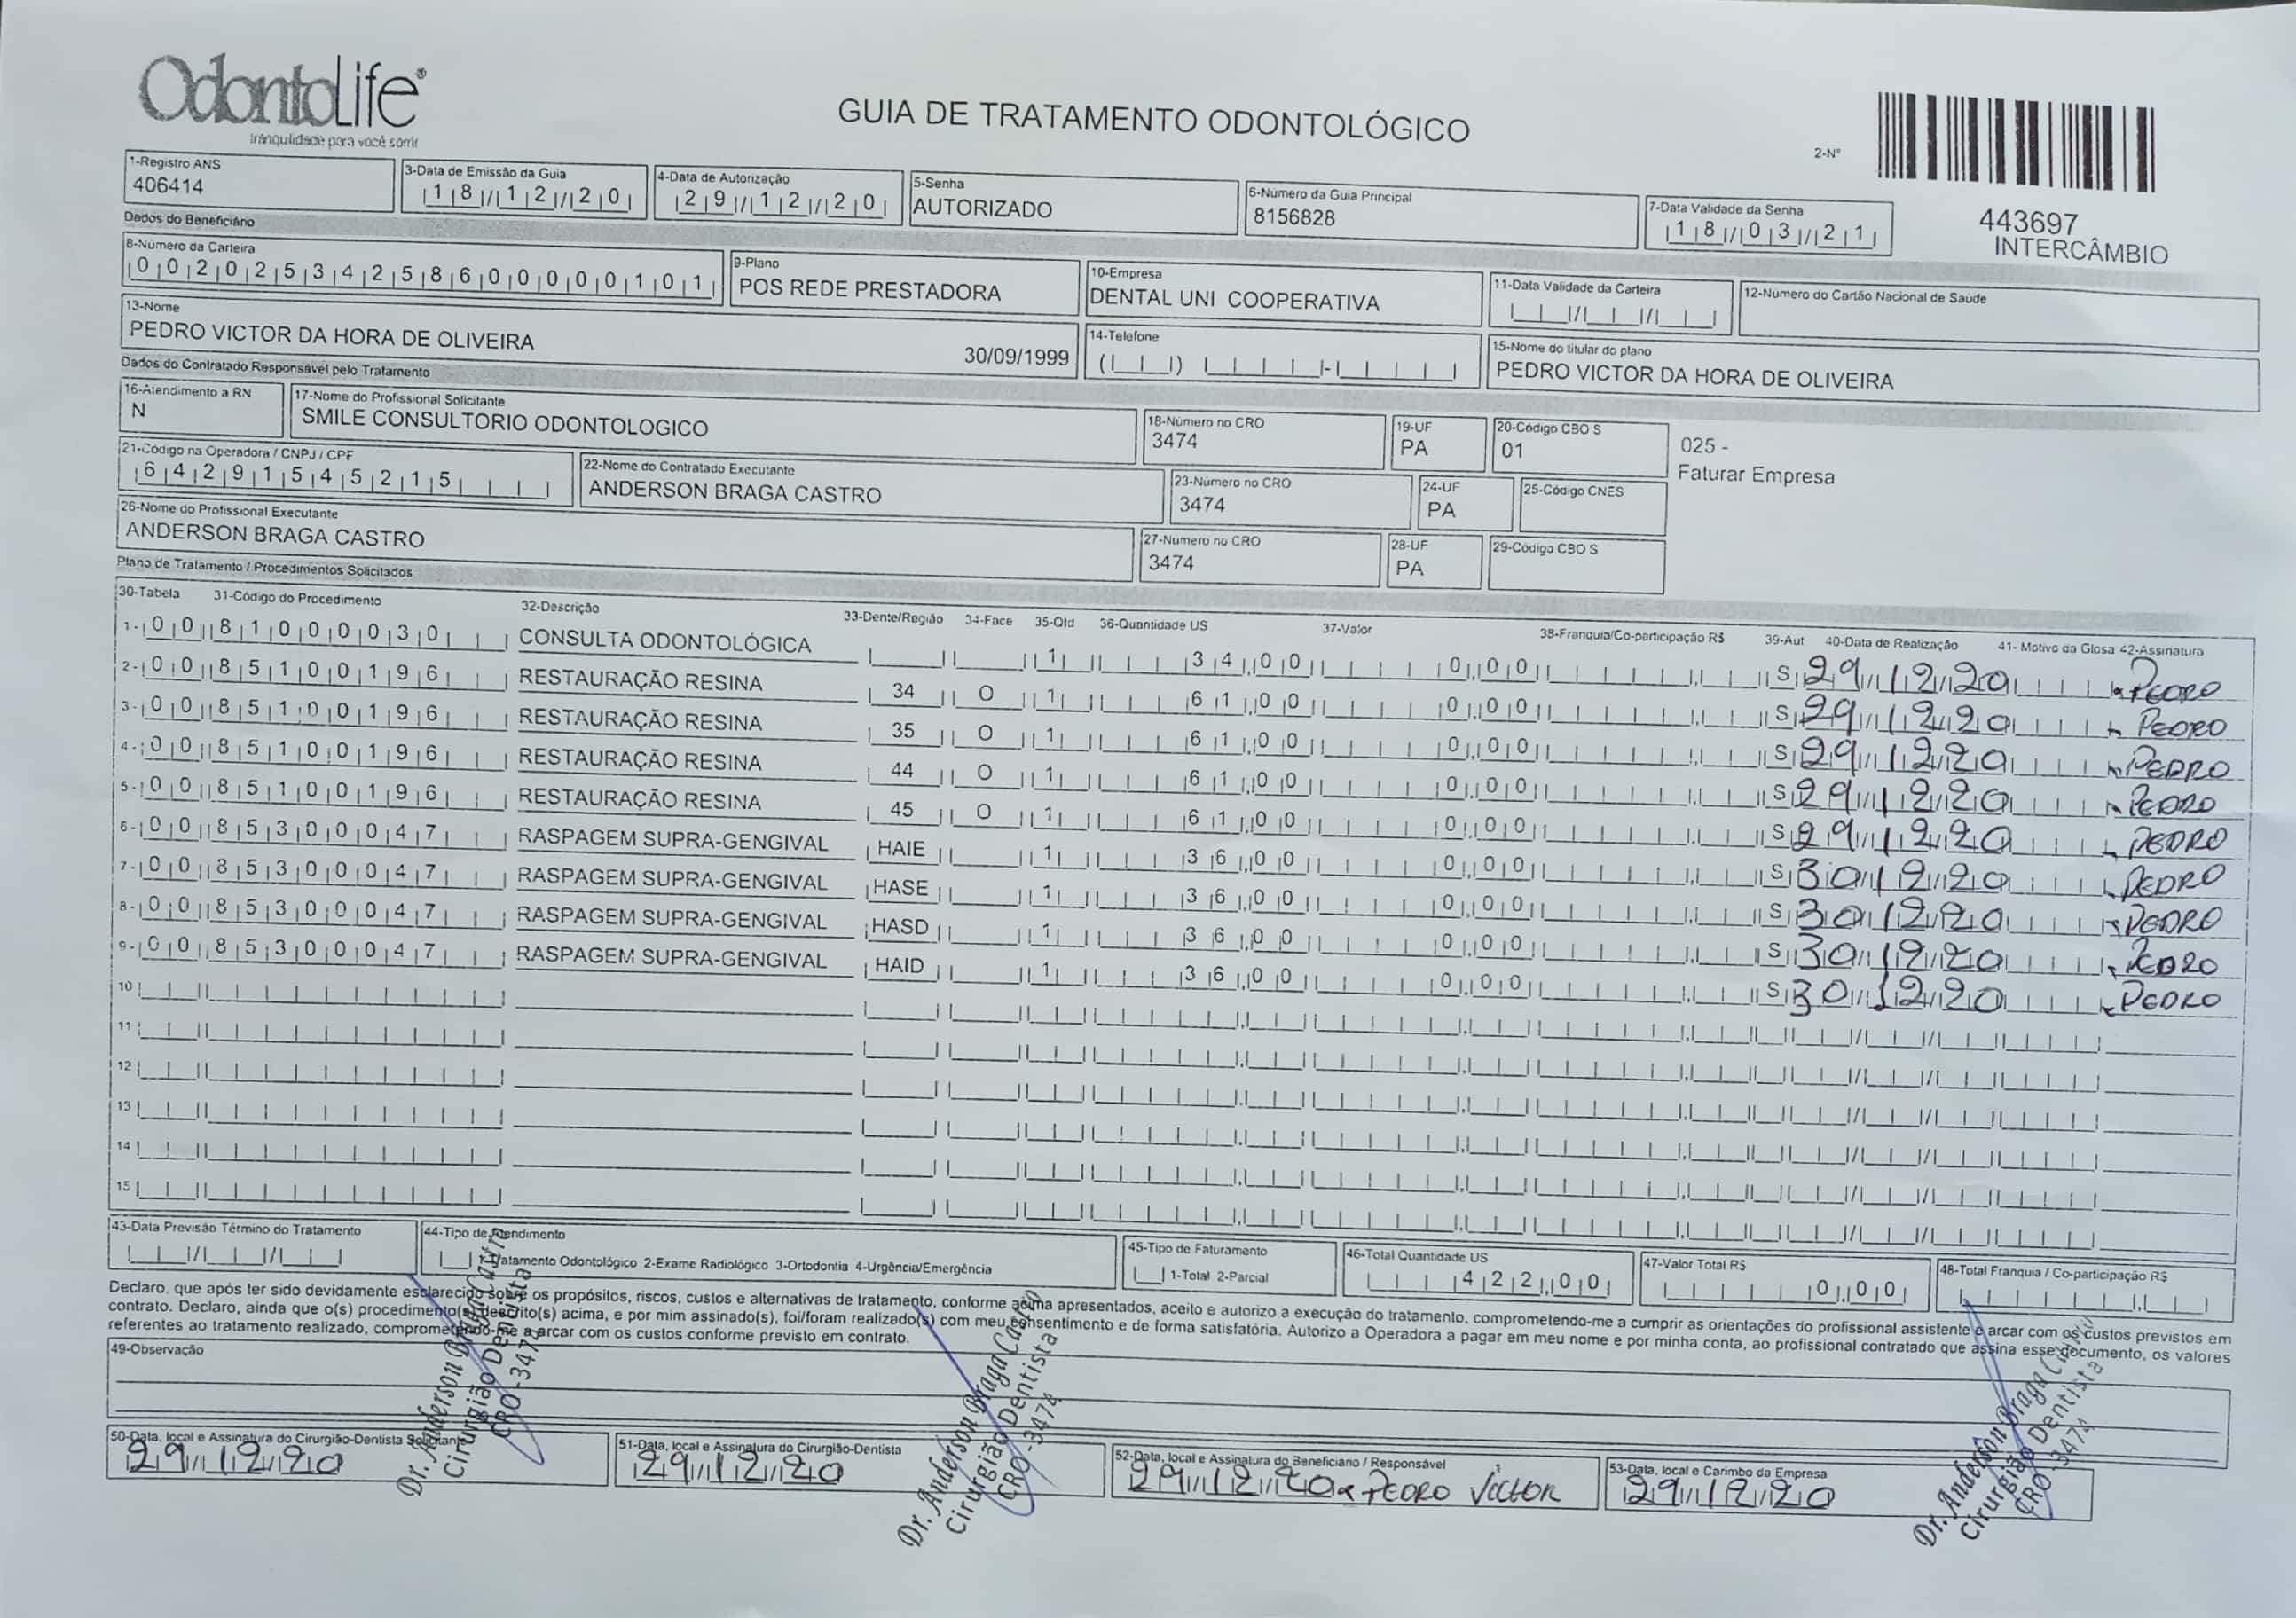 OdontoLife®
tranquilidade para você sorrir
GUIA DE TRATAMENTO ODONTOLÓGICO
2-Nº
443697
INTERCÂMBIO
1-Registro ANS
406414
3-Data de Emissão da Guia
18/12/20
4-Data de Autorização
29/12/20
5-Senha
AUTORIZADO
6-Número da Guia Principal
8156828
7-Data Validade da Senha
18/03/21
Dados do Beneficiário
8-Número da Carteira
00202534258600000101
9-Plano
POS REDE PRESTADORA
10-Empresa
DENTAL UNI COOPERATIVA
11-Data Validade da Carteira
12-Número do Cartão Nacional de Saúde
13-Nome
PEDRO VICTOR DA HORA DE OLIVEIRA 30/09/1999
14-Telefone
15-Nome do titular do plano
PEDRO VICTOR DA HORA DE OLIVEIRA
Dados do Contratado Responsável pelo Tratamento
16-Atendimento a RN
N
17-Nome do Profissional Solicitante
SMILE CONSULTORIO ODONTOLOGICO
18-Número no CRO
3474
19-UF
PA
20-Código CBO S
01
025 -
Faturar Empresa
21-Código na Operadora / CNPJ / CPF
64291545215
22-Nome do Contratado Executante
ANDERSON BRAGA CASTRO
23-Número no CRO
3474
24-UF
PA
25-Código CNES
26-Nome do Profissional Executante
ANDERSON BRAGA CASTRO
27-Número no CRO
3474
28-UF
PA
29-Código CBO S
Plano de Tratamento / Procedimentos Solicitados
30-Tabela 31-Código do Procedimento 32-Descrição 33-Dente/Região 34-Face 35-Qtd 36-Quantidade US 37-Valor 38-Franquia/Co-participação R$ 39-Aut 40-Data de Realização 41- Motivo da Glosa 42-Assinatura
1- 00 81000030 CONSULTA ODONTOLÓGICA 1 34,00 0,00 S 29/12/20 PEDRO
2- 00 85100196 RESTAURAÇÃO RESINA 34 O 1 61,00 0,00 S 29/12/20 PEDRO
3- 00 85100196 RESTAURAÇÃO RESINA 35 O 1 61,00 0,00 S 29/12/20 PEDRO
4- 00 85100196 RESTAURAÇÃO RESINA 44 O 1 61,00 0,00 S 29/12/20 PEDRO
5- 00 85100196 RESTAURAÇÃO RESINA 45 O 1 61,00 0,00 S 29/12/20 PEDRO
6- 00 85300047 RASPAGEM SUPRA-GENGIVAL HAIE 1 36,00 0,00 S 30/12/20 PEDRO
7- 00 85300047 RASPAGEM SUPRA-GENGIVAL HASE 1 36,00 0,00 S 30/12/20 PEDRO
8- 00 85300047 RASPAGEM SUPRA-GENGIVAL HASD 1 36,00 0,00 S 30/12/20 PEDRO
9- 00 85300047 RASPAGEM SUPRA-GENGIVAL HAID 1 36,00 0,00 S 30/12/20 PEDRO
10
11
12
13
14
15
43-Data Previsão Término do Tratamento
44-Tipo de Atendimento
1-Tratamento Odontológico 2-Exame Radiológico 3-Ortodontia 4-Urgência/Emergência
45-Tipo de Faturamento
1-Total 2-Parcial
46-Total Quantidade US
422,00
47-Valor Total R$
0,00
48-Total Franquia / Co-participação R$
Declaro, que após ter sido devidamente esclarecido sobre os propósitos, riscos, custos e alternativas de tratamento, conforme acima apresentados, aceito e autorizo a execução do tratamento, comprometendo-me a cumprir as orientações do profissional assistente e arcar com os custos previstos em
contrato. Declaro, ainda que o(s) procedimento(s) descrito(s) acima, e por mim assinado(s), foi/foram realizado(s) com meu consentimento e de forma satisfatória. Autorizo a Operadora a pagar em meu nome e por minha conta, ao profissional contratado que assina esse documento, os valores
referentes ao tratamento realizado, comprometendo-me a arcar com os custos conforme previsto em contrato.
49-Observação
50-Data, local e Assinatura do Cirurgião-Dentista Solicitante
29/12/20
Dr. Anderson Braga Castro
Cirurgião Dentista
CRO-3474
51-Data, local e Assinatura do Cirurgião-Dentista
29/12/20
Dr. Anderson Braga Castro
Cirurgião Dentista
CRO-3474
52-Data, local e Assinatura do Beneficiário / Responsável
29/12/20 PEDRO VICTOR
53-Data, local e Carimbo da Empresa
29/12/20
Dr. Anderson Braga Castro
Cirurgião Dentista
CRO-3474